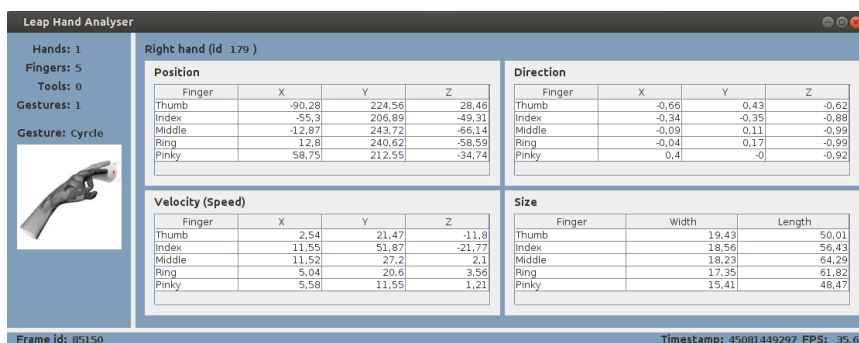 Leap Hand Analyser
Hands: 1
Fingers: 5
Tools: 0
Gestures: 1
Gesture: Cyrcle
Right hand (id 179 )
Position
Finger X Y Z
Thumb -90,28 224,56 28,46
Index -55,3 206,89 -49,31
Middle -12,87 243,72 -66,14
Ring 12,8 240,62 -58,59
Pinky 58,75 212,55 -34,74
Direction
Finger X Y Z
Thumb -0,66 0,43 -0,62
Index -0,34 -0,35 -0,88
Middle -0,09 0,11 -0,99
Ring -0,04 0,17 -0,99
Pinky 0,4 -0 -0,92
Velocity (Speed)
Finger X Y Z
Thumb 2,54 21,47 -11,8
Index 11,55 51,87 -21,77
Middle 11,52 27,2 2,1
Ring 5,04 20,6 3,56
Pinky 5,58 11,55 1,21
Size
Finger Width Length
Thumb 19,43 50,01
Index 18,56 56,43
Middle 18,23 64,29
Ring 17,35 61,82
Pinky 15,41 48,47
Frame id: 85150
Timestamp: 45081449297 FPS: 35.6